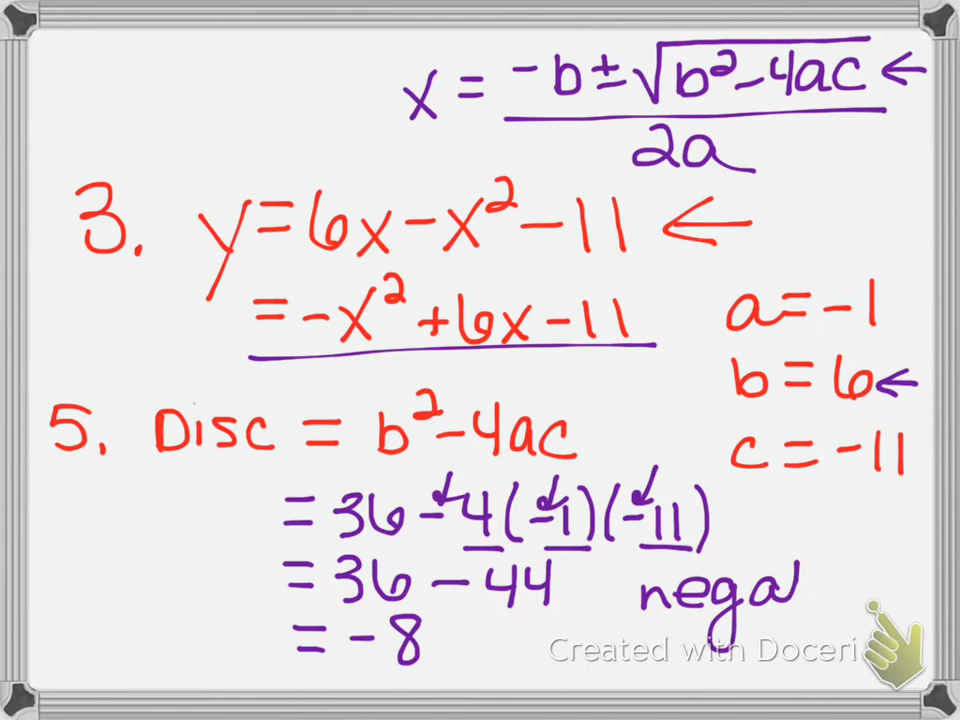 x = -b ± √b² - 4ac ←
2a
3. y = 6x - x² - 11 ←
= -x² + 6x - 11
a = -1
b = 6 ←
c = -11
5. Disc = b² - 4ac
= 36 - 4(-1)(-11)
= 36 - 44 nega
= -8
Created with Doceri